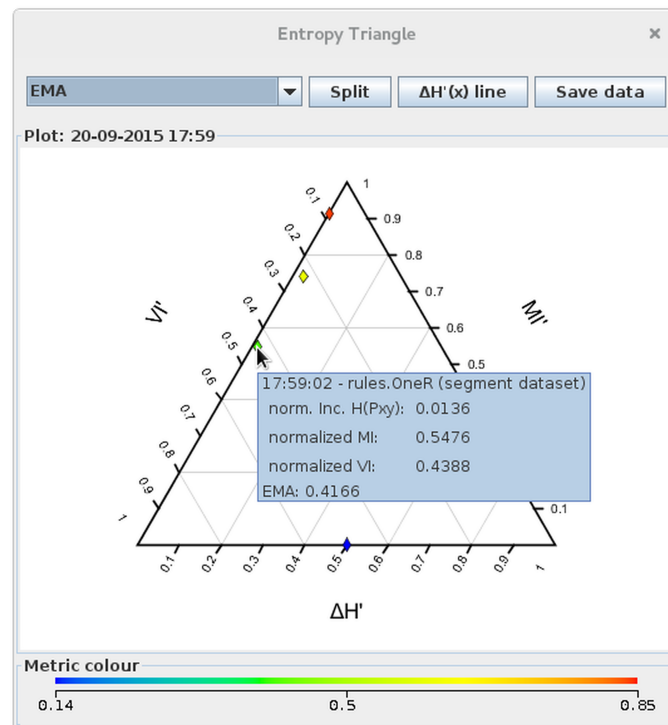 Entropy Triangle ×
EMA Split ΔH'(x) line Save data
Plot: 20-09-2015 17:59
1
0.1 0.9
0.2 0.8
0.3 0.7
VI' MI'
0.4 0.6
0.5 0.5
17:59:02 - rules.OneR (segment dataset)
0.6
norm. Inc. H(Pxy): 0.0136
0.7
normalized MI: 0.5476
0.8
normalized VI: 0.4388
0.9
EMA: 0.4166
1 0.1
0.1 0.2 0.3 0.4 0.5 0.6 0.7 0.8 0.9 1
ΔH'
Metric colour
0.14 0.5 0.85